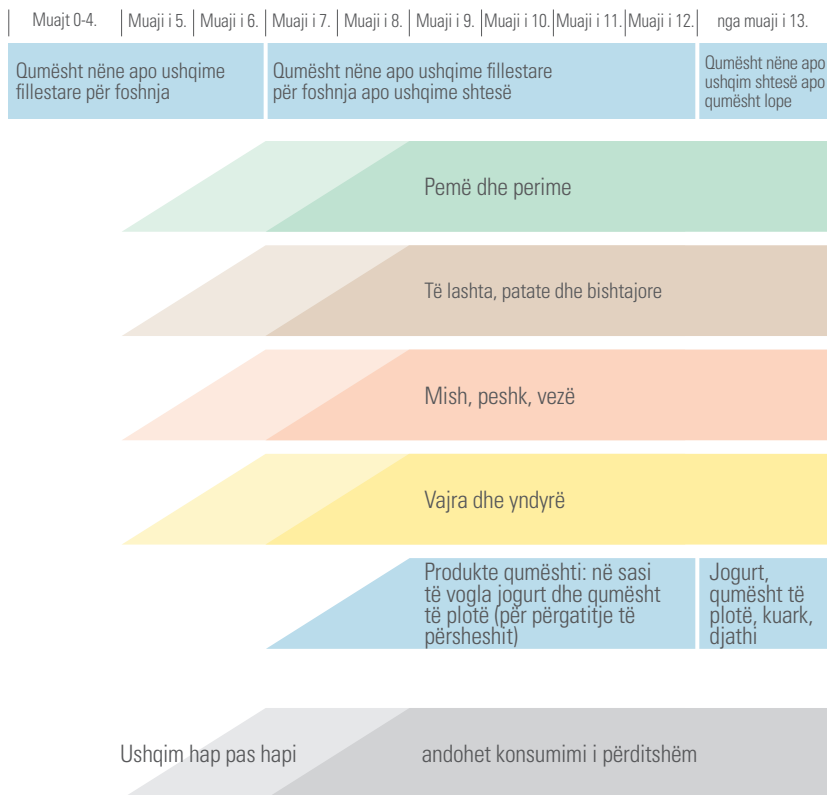 Muajt 0-4. Muaji i 5. Muaji i 6. Muaji i 7. Muaji i 8. Muaji i 9. Muaji i 10. Muaji i 11. Muaji i 12. nga muaji i 13.
Qumësht nëne apo ushqime
fillestare për foshnja
Qumësht nëne apo ushqime fillestare
për foshnja apo ushqime shtesë
Qumësht nëne apo
ushqim shtesë apo
qumësht lope
Pemë dhe perime
Të lashta, patate dhe bishtajore
Mish, peshk, vezë
Vajra dhe yndyrë
Produkte qumështi: në sasi
të vogla jogurt dhe qumësht
të plotë (për përgatitje të
përsheshit)
Jogurt,
qumësht të
plotë, kuark,
djathi
Ushqim hap pas hapi
andohet konsumimi i përditshëm